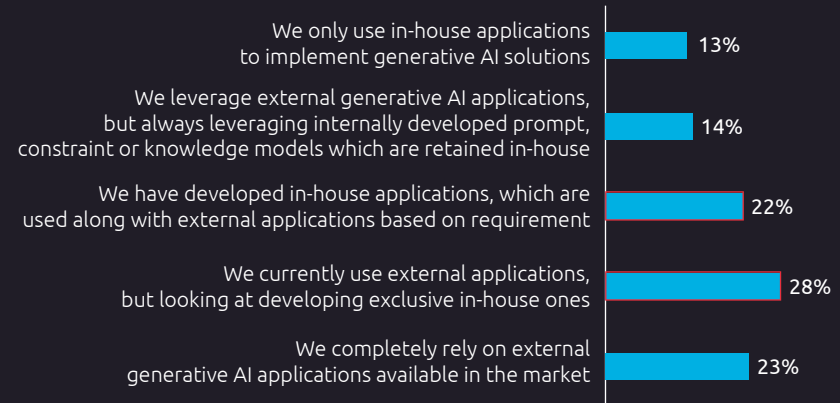 We only use in-house applications
to implement generative AI solutions
13%
We leverage external generative AI applications,
but always leveraging internally developed prompt,
constraint or knowledge models which are retained in-house
14%
We have developed in-house applications, which are
used along with external applications based on requirement
22%
We currently use external applications,
but looking at developing exclusive in-house ones
28%
We completely rely on external
generative AI applications available in the market
23%